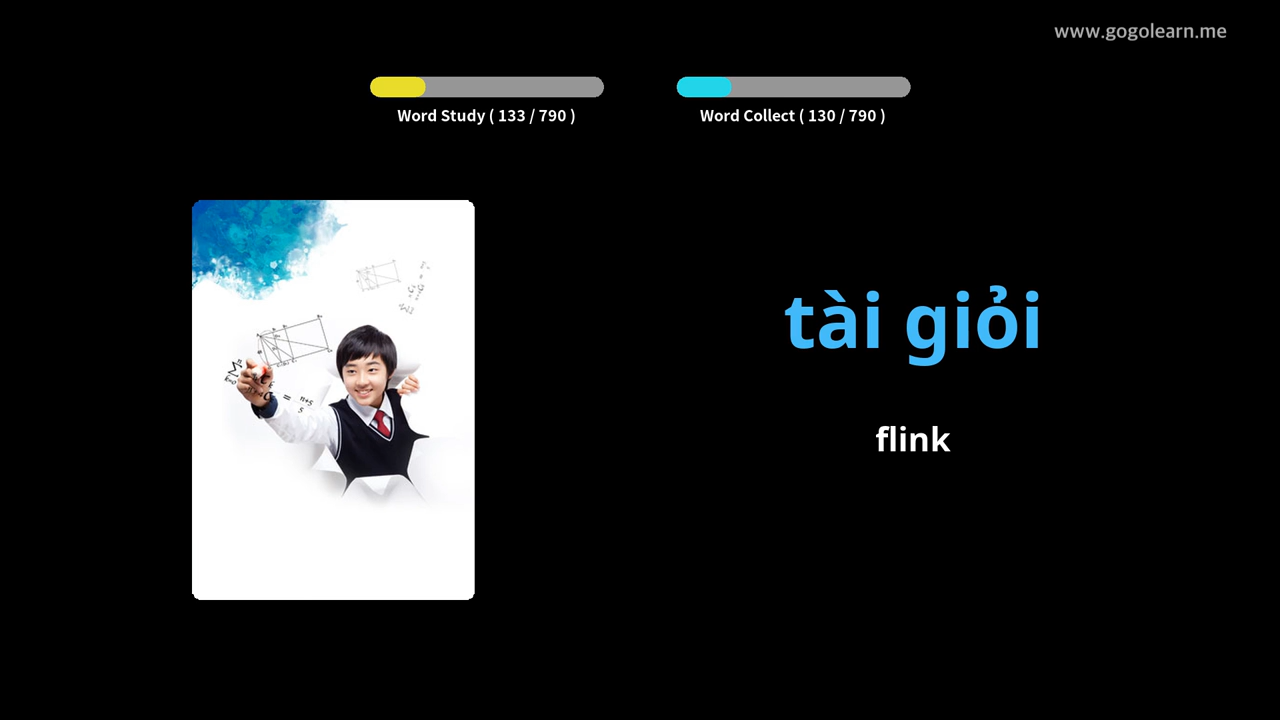 www.gogolearn.me
Word Study ( 133 / 790 )
Word Collect ( 130 / 790 )
tài giỏi
flink